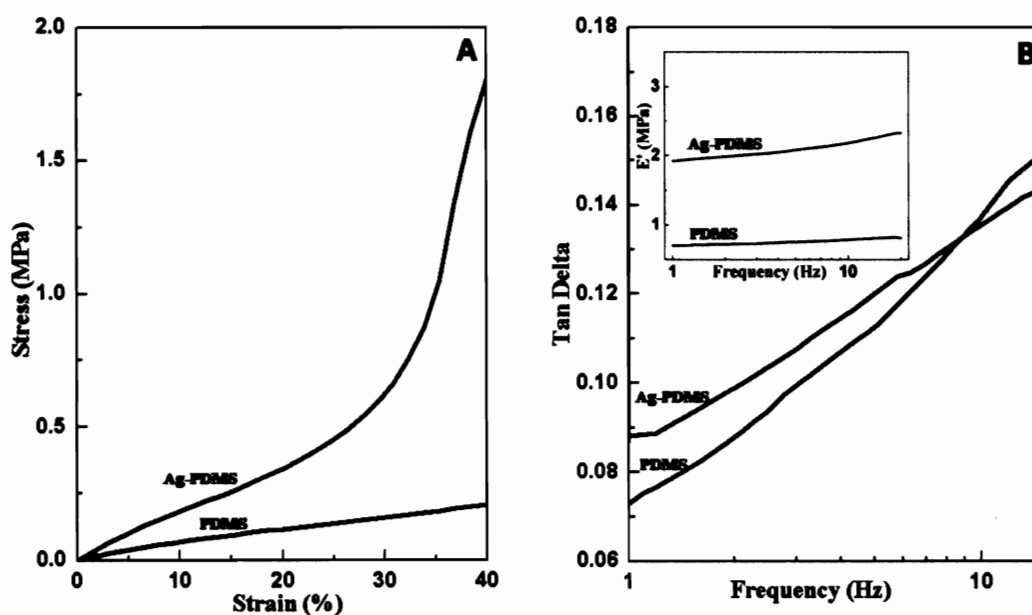 A
2.0
1.5
1.0
0.5
0.0
Stress (MPa)
Ag-PDMS
PDMS
0 10 20 30 40
Strain (%)
B
0.18
0.16
0.14
0.12
0.10
0.08
0.06
Tan Delta
Ag-PDMS
PDMS
1 10
Frequency (Hz)
3
2
1
E' (MPa)
Ag-PDMS
PDMS
1 10
Frequency (Hz)